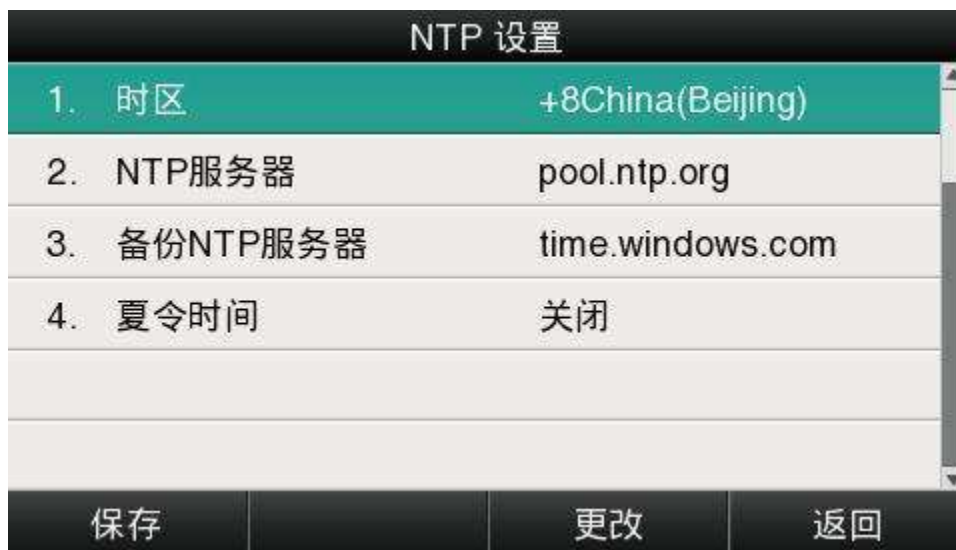 NTP 设置
1. 时区 +8China(Beijing)
2. NTP服务器 pool.ntp.org
3. 备份NTP服务器 time.windows.com
4. 夏令时间 关闭
保存 更改 返回